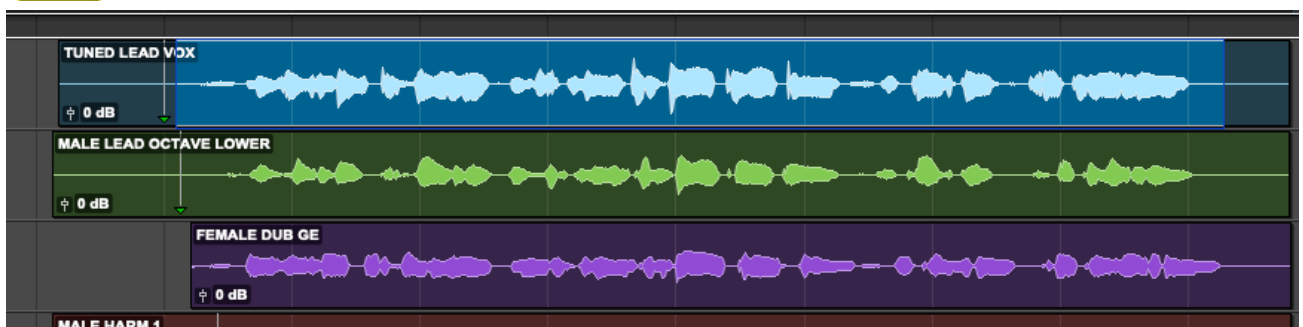 TUNED LEAD VOX
0 dB
MALE LEAD OCTAVE LOWER
0 dB
FEMALE DUB GE
0 dB
MALE HARM 1